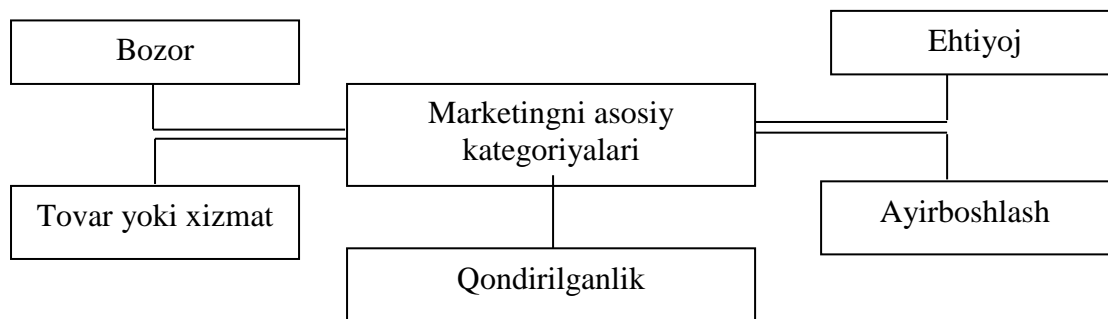 Bozor
Ehtiyoj
Marketingni asosiy
kategoriyalari
Tovar yoki xizmat
Ayirboshlash
Qondirilganlik